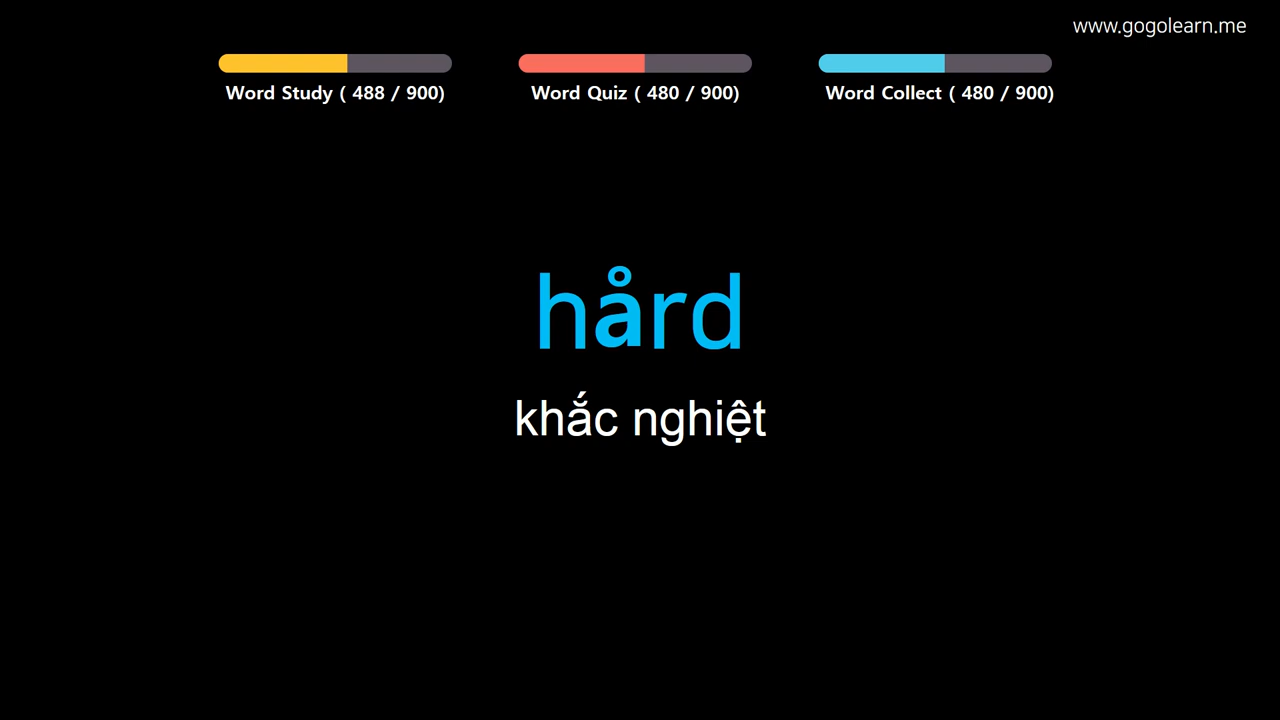 www.gogolearn.me
Word Study ( 488 / 900)
Word Quiz ( 480 / 900)
Word Collect ( 480 / 900)
hård
khắc nghiệt